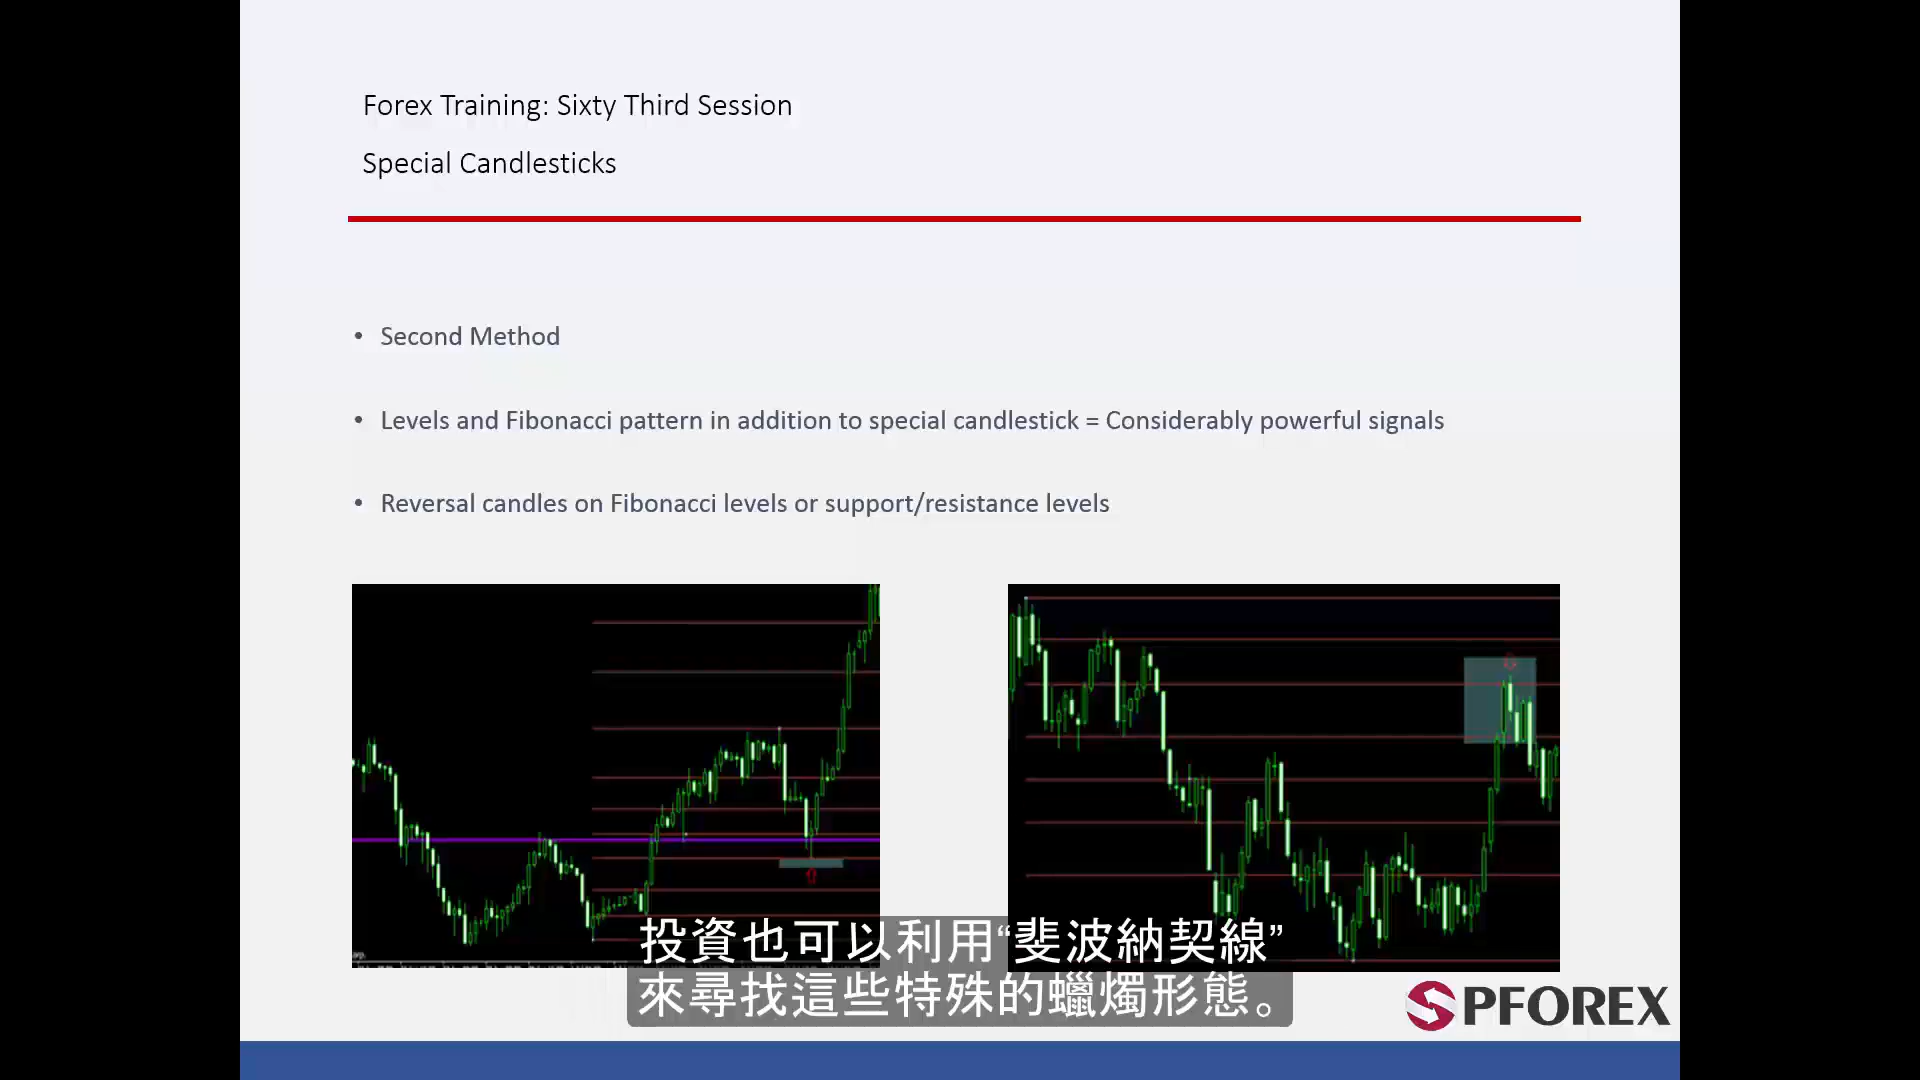 Forex Training: Sixty Third Session
Special Candlesticks
• Second Method
• Levels and Fibonacci pattern in addition to special candlestick = Considerably powerful signals
• Reversal candles on Fibonacci levels or support/resistance levels
投資也可以利用“斐波納契線”
來尋找這些特殊的蠟燭形態。
PFOREX